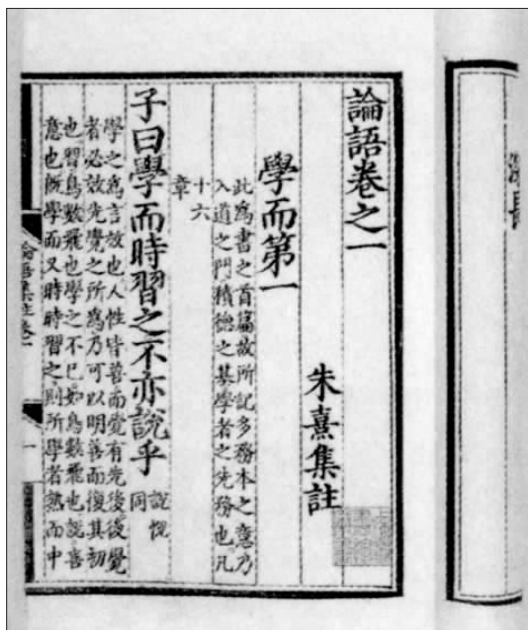 論語卷之一
朱熹集註
學而第一
此為書之首篇故所記多務本之意乃
入道之門積德之基學者之先務也凡
十六
章
子曰學而時習之不亦說乎
說悅
同
學之為言效也人性皆善而覺有先後後覺
者必效先覺之所為乃可以明善而復其初
也習鳥數飛也學之不已如鳥數飛也說喜
意也既學而又時時習之則所學者熟而中
論語集註卷一
一